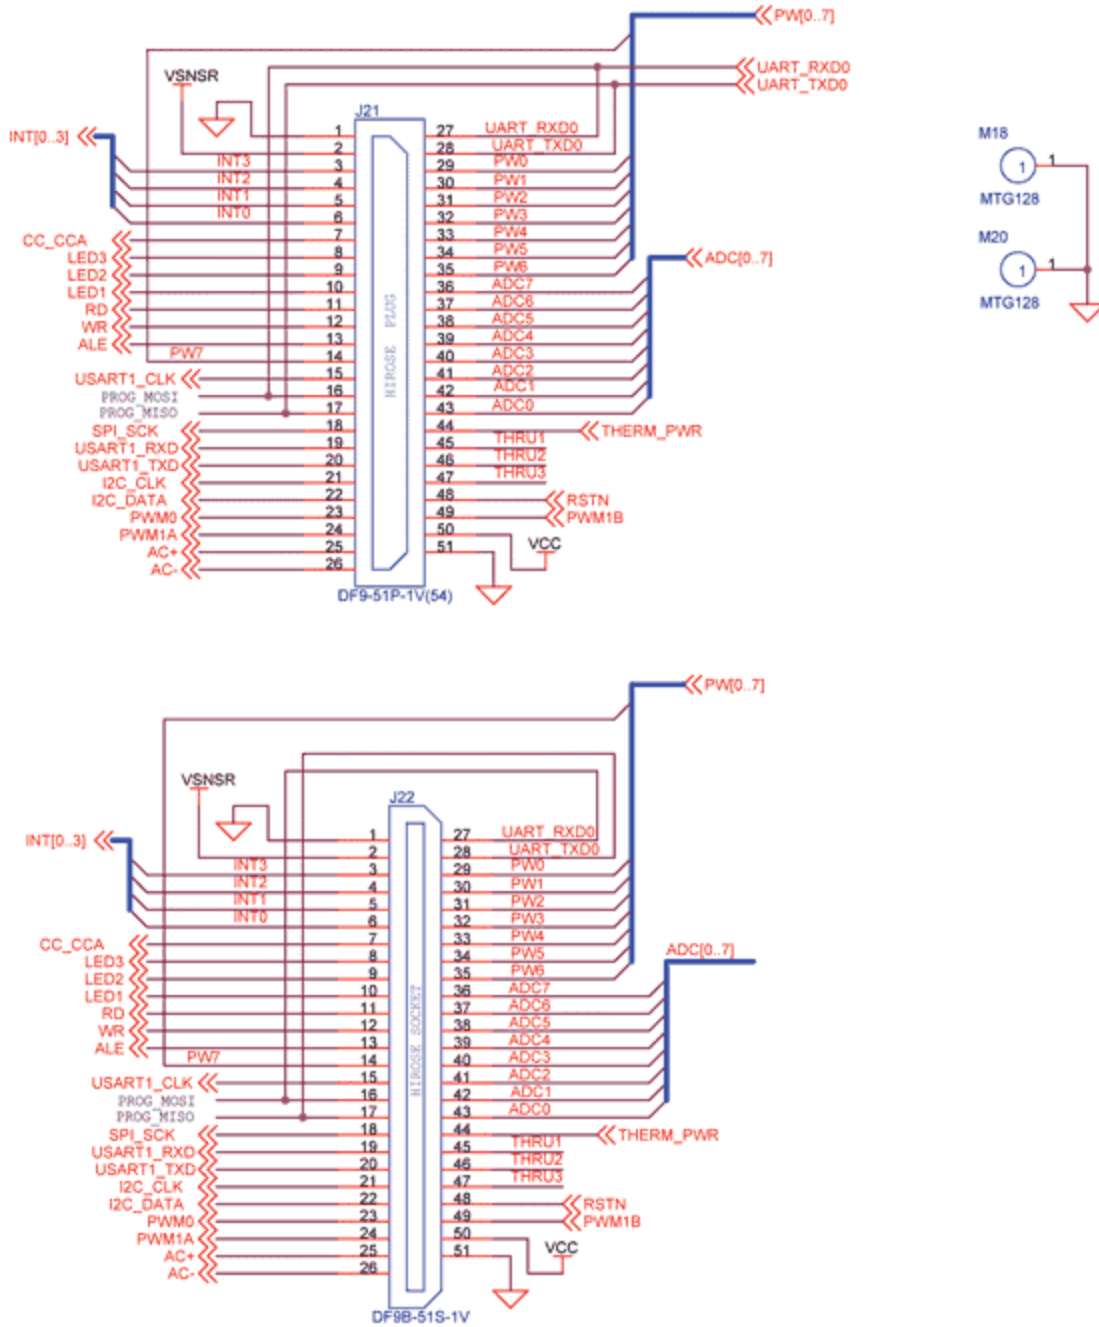 PW[0..7]
UART_RXD0
UART_TXD0
VSNSR
J21
INT[0..3]
1 27 UART_RXD0
2 28 UART_TXD0
INT3 3 29 PW0
INT2 4 30 PW1
INT1 5 31 PW2
INT0 6 32 PW3
CC_CCA 7 33 PW4
LED3 8 34 PW5
LED2 9 35 PW6
LED1 10 36 ADC7
RD 11 37 ADC6
WR 12 38 ADC5
ALE 13 39 ADC4
PW7 14 40 ADC3
USART1_CLK 15 41 ADC2
PROG_MOSI 16 42 ADC1
PROG_MISO 17 43 ADC0
SPI_SCK 18 44 THERM_PWR
USART1_RXD 19 45 THRU1
USART1_TXD 20 46 THRU2
I2C_CLK 21 47 THRU3
I2C_DATA 22 48 RSTN
PWM0 23 49 PWM1B
PWM1A 24 50 VCC
AC+ 25 51
AC- 26
HIROSE PLUG
DF9-51P-1V(54)
ADC[0..7]
M18
1 1
MTG128
M20
1 1
MTG128
PW[0..7]
VSNSR
J22
INT[0..3]
1 27 UART_RXD0
2 28 UART_TXD0
INT3 3 29 PW0
INT2 4 30 PW1
INT1 5 31 PW2
INT0 6 32 PW3
CC_CCA 7 33 PW4
LED3 8 34 PW5
LED2 9 35 PW6
LED1 10 36 ADC7
RD 11 37 ADC6
WR 12 38 ADC5
ALE 13 39 ADC4
PW7 14 40 ADC3
USART1_CLK 15 41 ADC2
PROG_MOSI 16 42 ADC1
PROG_MISO 17 43 ADC0
SPI_SCK 18 44 THERM_PWR
USART1_RXD 19 45 THRU1
USART1_TXD 20 46 THRU2
I2C_CLK 21 47 THRU3
I2C_DATA 22 48 RSTN
PWM0 23 49 PWM1B
PWM1A 24 50 VCC
AC+ 25 51
AC- 26
HIROSE SOCKET
DF9B-51S-1V
ADC[0..7]